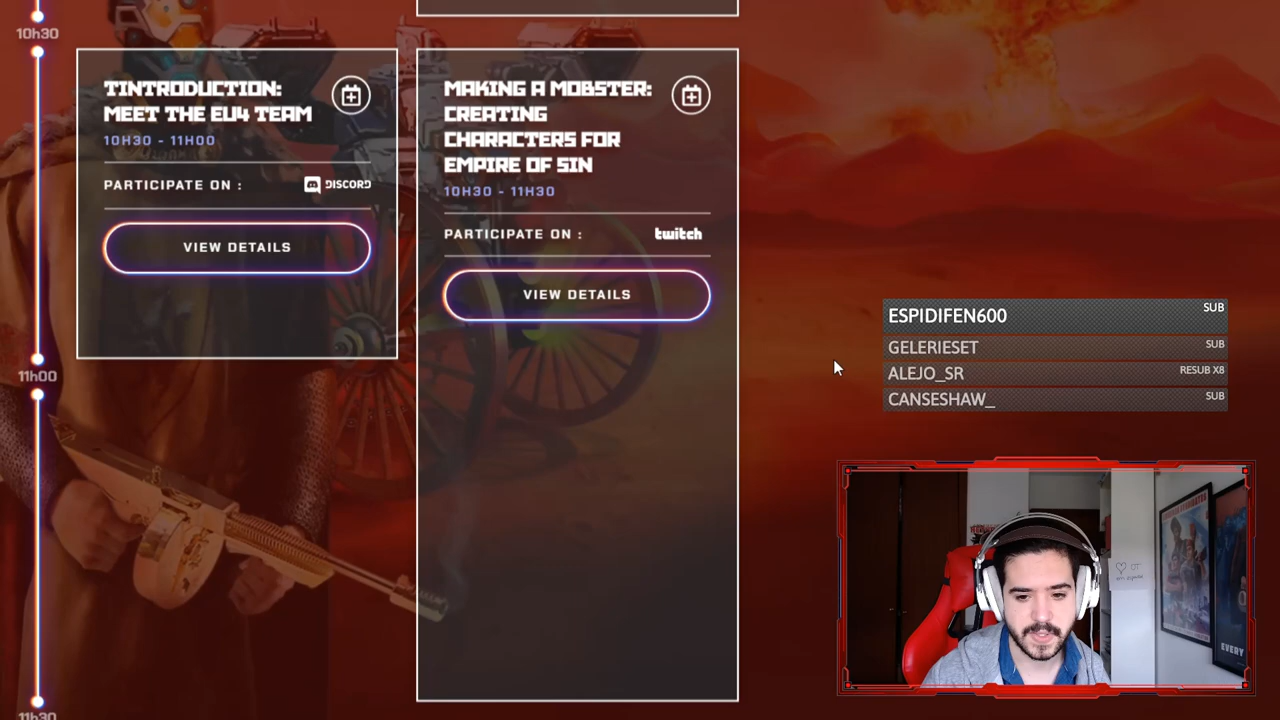 10h30
TINTRODUCTION:
MEET THE EU4 TEAM
10H30 - 11H00
PARTICIPATE ON :
DISCORD
VIEW DETAILS
MAKING A MOBSTER:
CREATING
CHARACTERS FOR
EMPIRE OF SIN
10H30 - 11H30
PARTICIPATE ON :
twitch
VIEW DETAILS
11h00
11h30
ESPIDIFEN600 SUB
GELERIESET SUB
ALEJO_SR RESUB X8
CANSESHAW_ SUB
EVERY